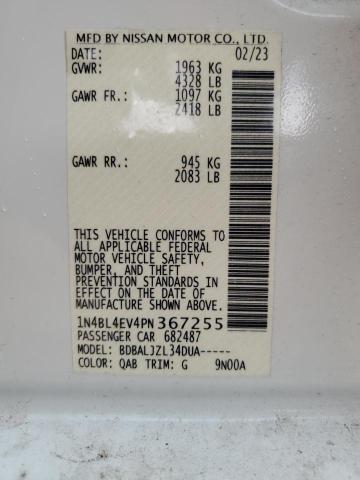 MFD BY NISSAN MOTOR CO., LTD.
DATE: 02/23
GVWR: 1963 KG
4328 LB
GAWR FR.: 1097 KG
2418 LB
GAWR RR.: 945 KG
2083 LB
THIS VEHICLE CONFORMS TO
ALL APPLICABLE FEDERAL
MOTOR VEHICLE SAFETY,
BUMPER, AND THEFT
PREVENTION STANDARDS IN
EFFECT ON THE DATE OF
MANUFACTURE SHOWN ABOVE.
1N4BL4EV4PN367255
PASSENGER CAR 682487
MODEL: BDBALJZL34DUA-----
COLOR: QAB TRIM: G 9N00A